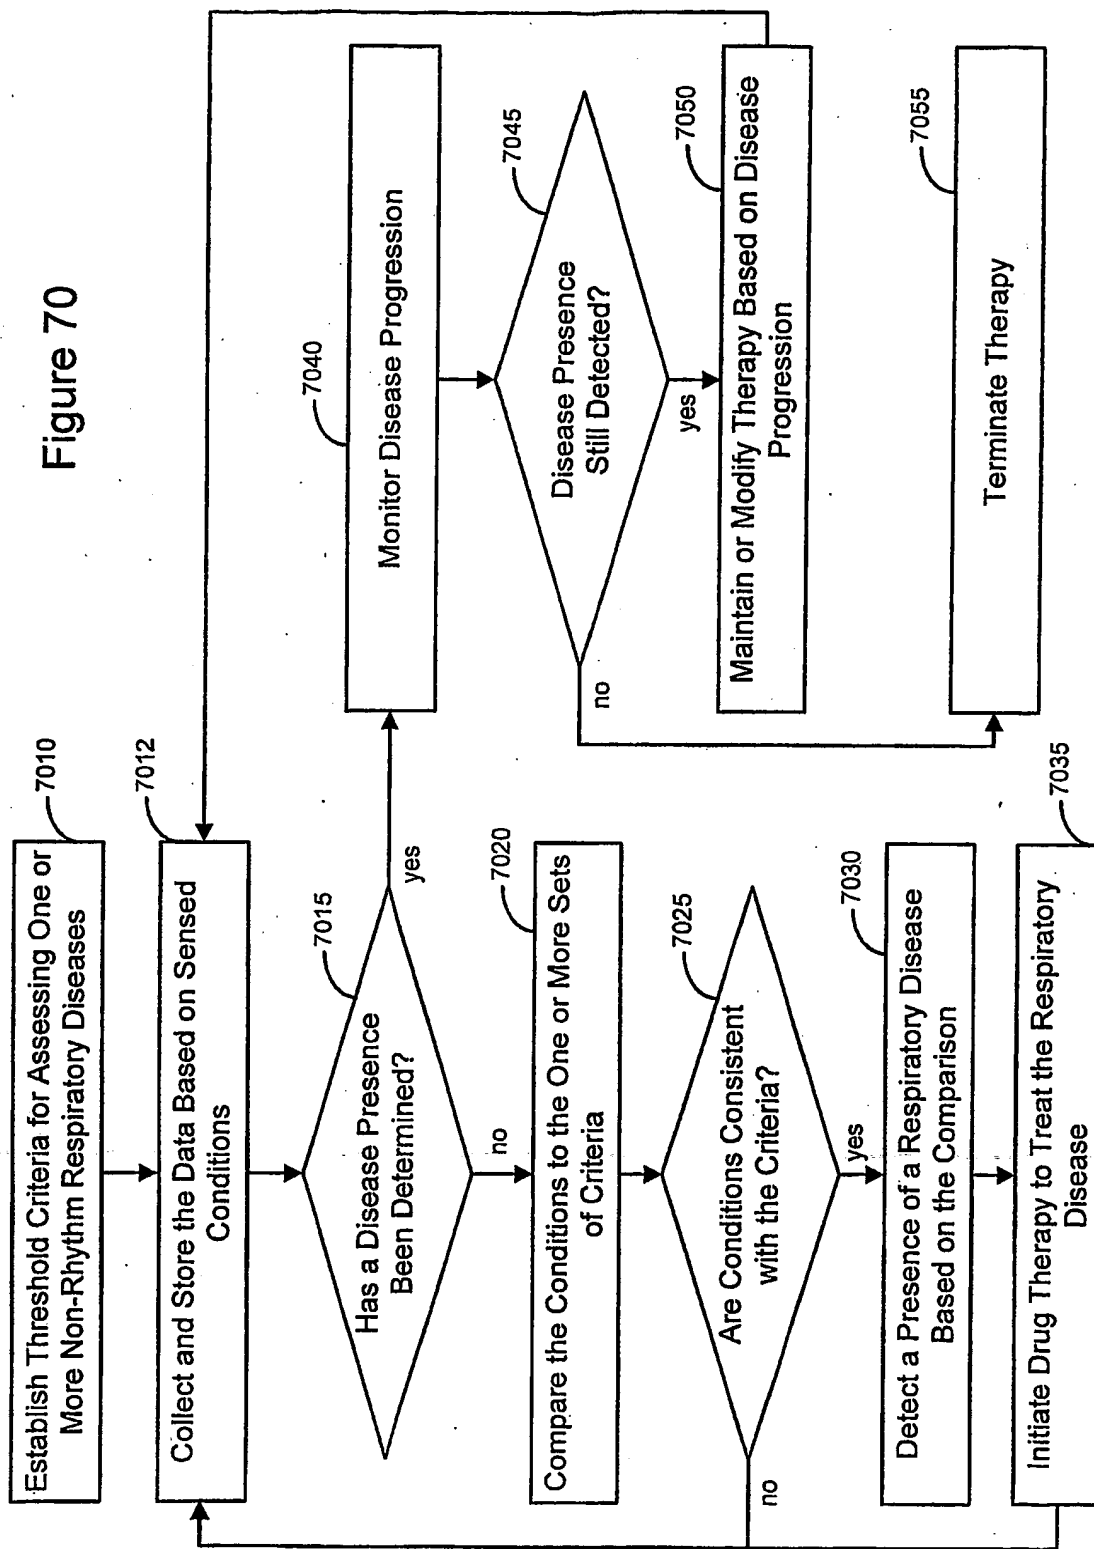 Figure 70
Establish Threshold Criteria for Assessing One or
More Non-Rhythm Respiratory Diseases
7010
Collect and Store the Data Based on Sensed
Conditions
7012
Has a Disease Presence
Been Determined?
7015
yes
no
Compare the Conditions to the One or More Sets
of Criteria
7020
Are Conditions Consistent
with the Criteria?
7025
no
yes
Detect a Presence of a Respiratory Disease
Based on the Comparison
7030
Initiate Drug Therapy to Treat the Respiratory
Disease
7035
Monitor Disease Progression
7040
Disease Presence
Still Detected?
7045
no
yes
Maintain or Modify Therapy Based on Disease
Progression
7050
Terminate Therapy
7055